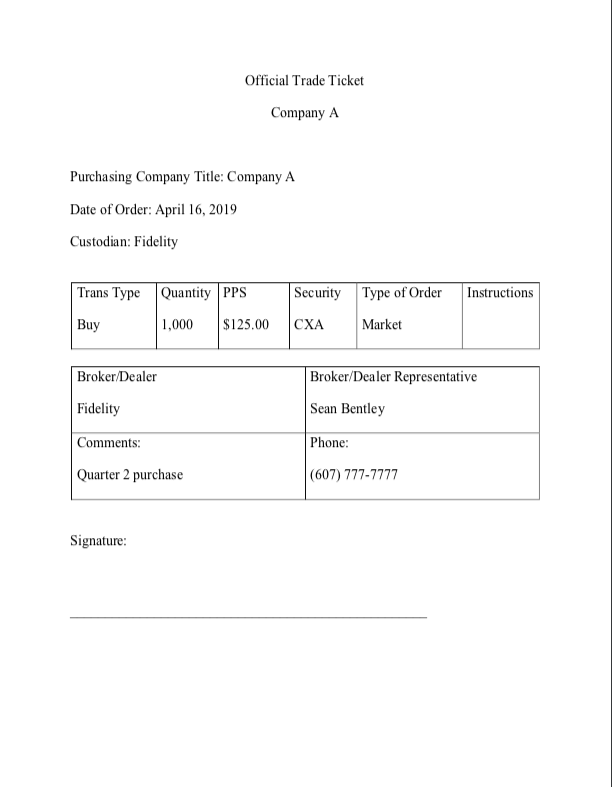 Official Trade Ticket
Company A
Purchasing Company Title: Company A
Date of Order: April 16, 2019
Custodian: Fidelity
Trans Type Quantity PPS Security Type of Order Instructions
Buy 1,000 $125.00 CXA Market
Broker/Dealer Broker/Dealer Representative
Fidelity Sean Bentley
Comments: Phone:
Quarter 2 purchase (607) 777-7777
Signature: